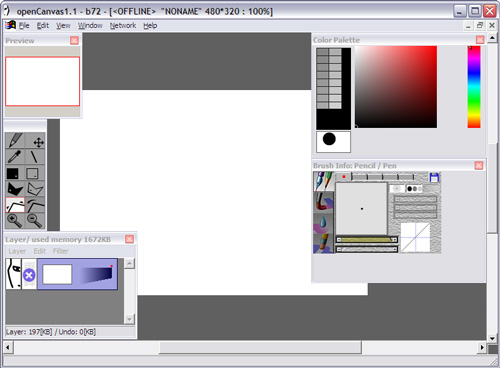 openCanvas1.1 - b72 - [<OFFLINE> "NONAME" 480*320 : 100%]
File Edit View Window Network Help
Preview
Color Palette
Brush Info: Pencil / Pen
Layer/ used memory 1672KB
Layer Edit Filter
Layer: 197[KB] / Undo: 0[KB]